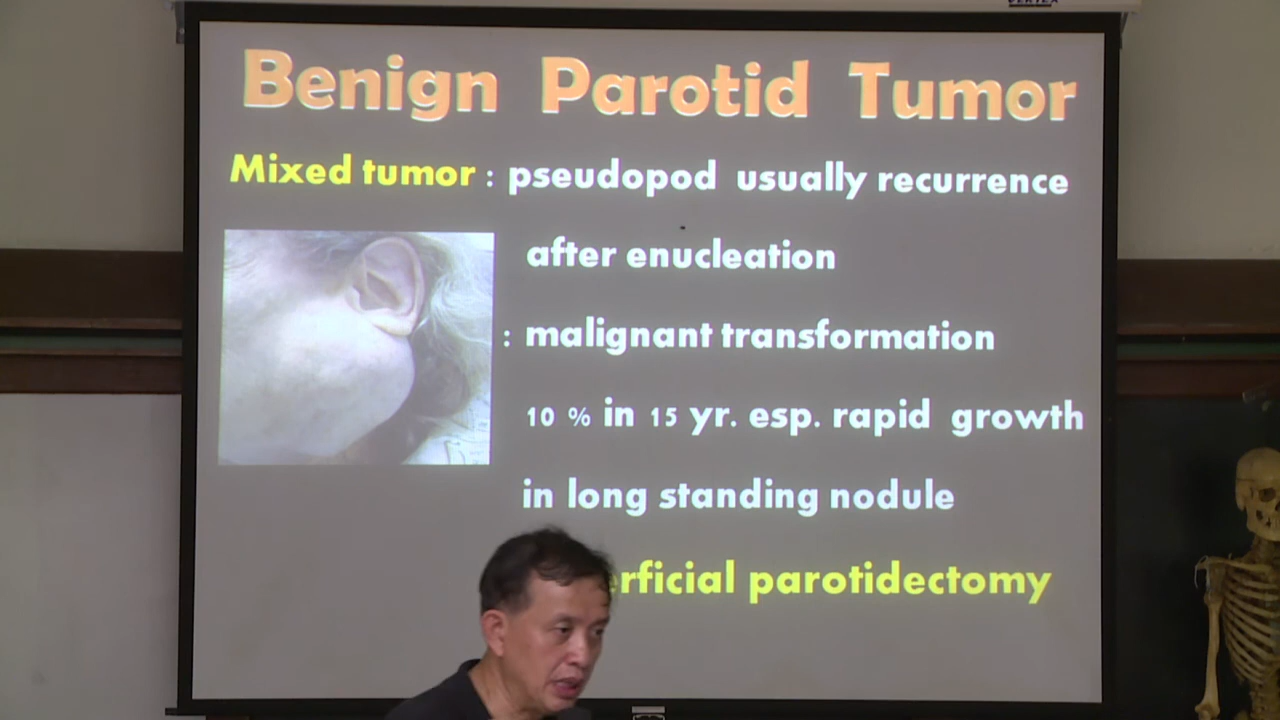 Benign Parotid Tumor
Mixed tumor : pseudopod usually recurrence
after enucleation
: malignant transformation
10 % in 15 yr. esp. rapid growth
in long standing nodule
parotidectomy